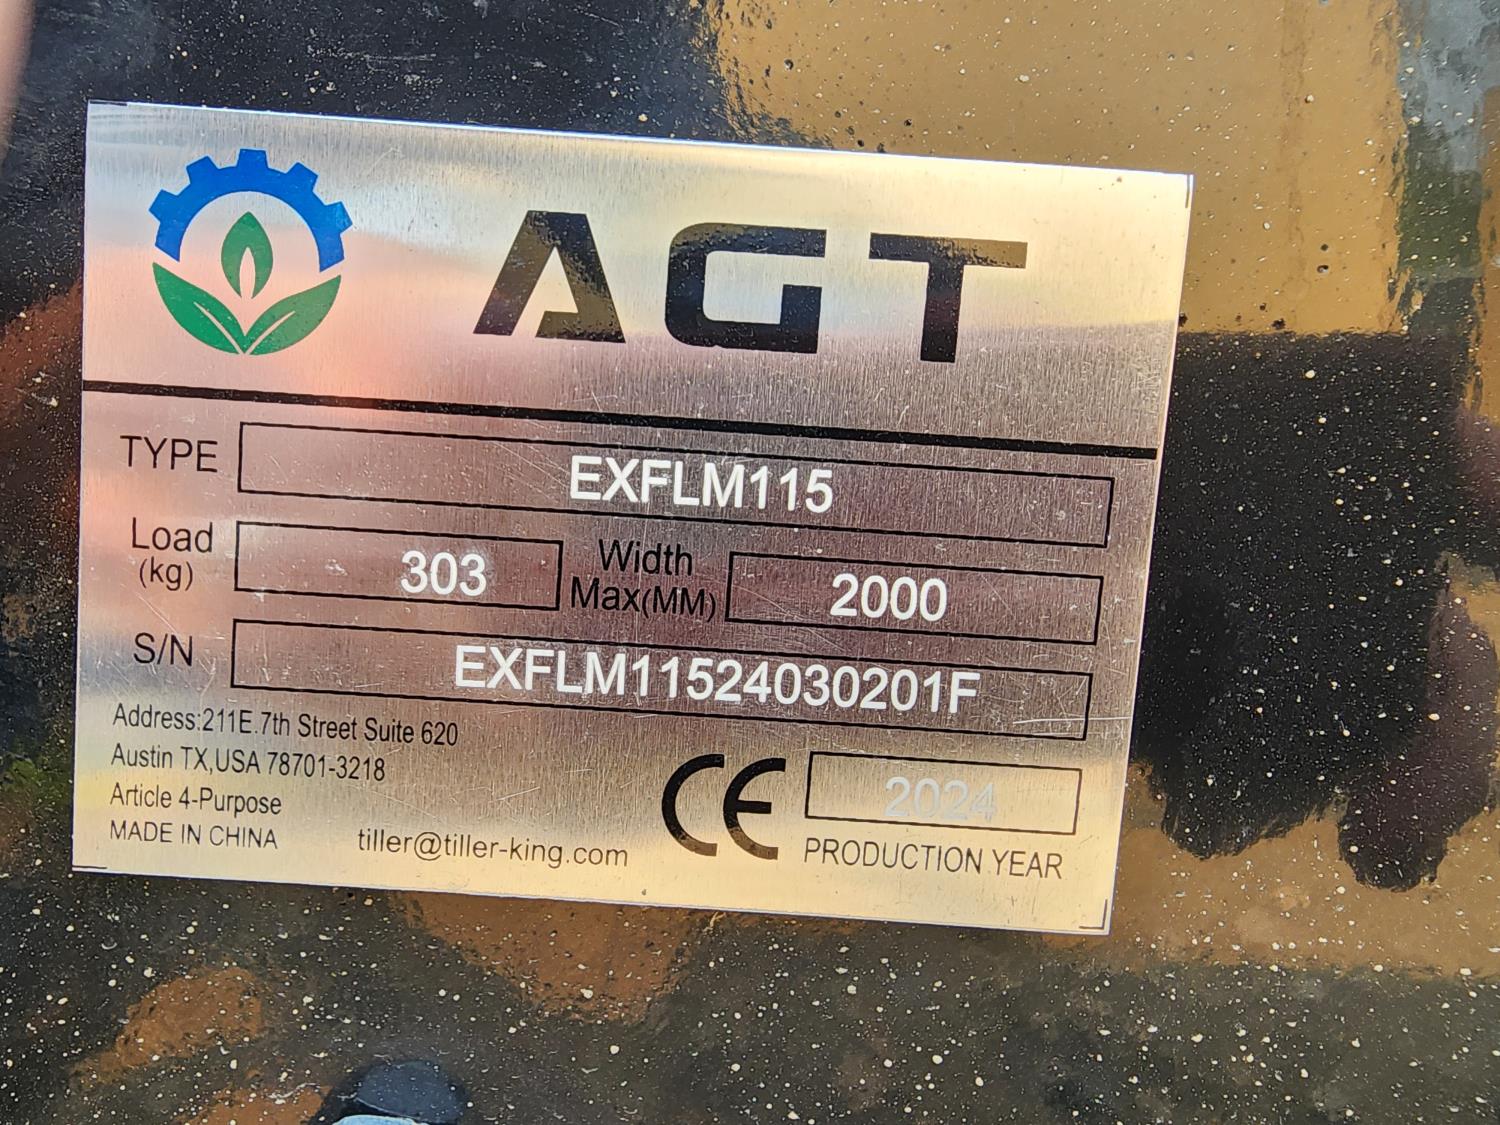 AGT
TYPE EXFLM115
Load (kg) 303 Width Max(MM) 2000
S/N EXFLM11524030201F
Address:211E.7th Street Suite 620
Austin TX,USA 78701-3218
Article 4-Purpose
MADE IN CHINA tiller@tiller-king.com
CE 2024
PRODUCTION YEAR